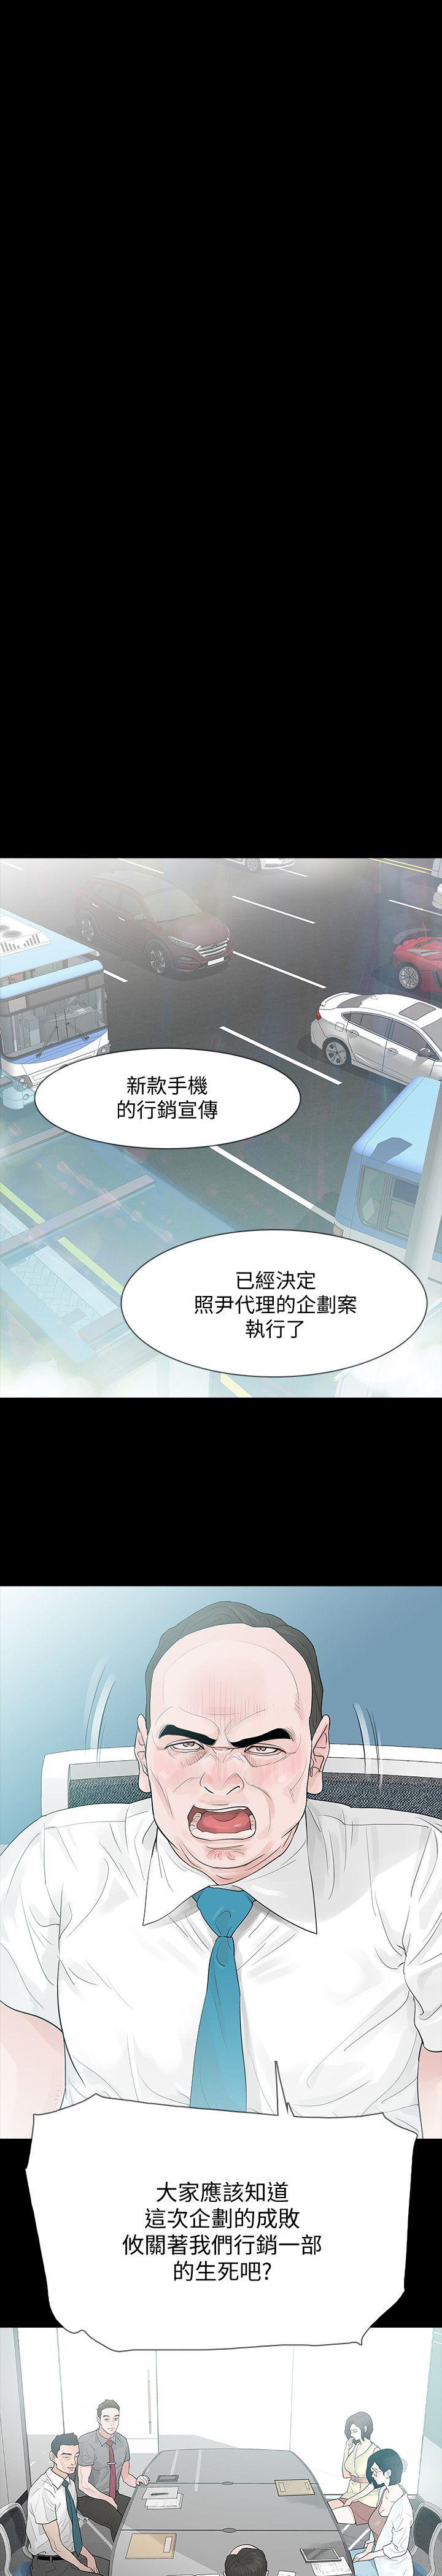 新款手機
的行銷宣傳
已經決定
照尹代理的企劃案
執行了
大家應該知道
這次企劃的成敗
攸關著我們行銷一部
的生死吧?